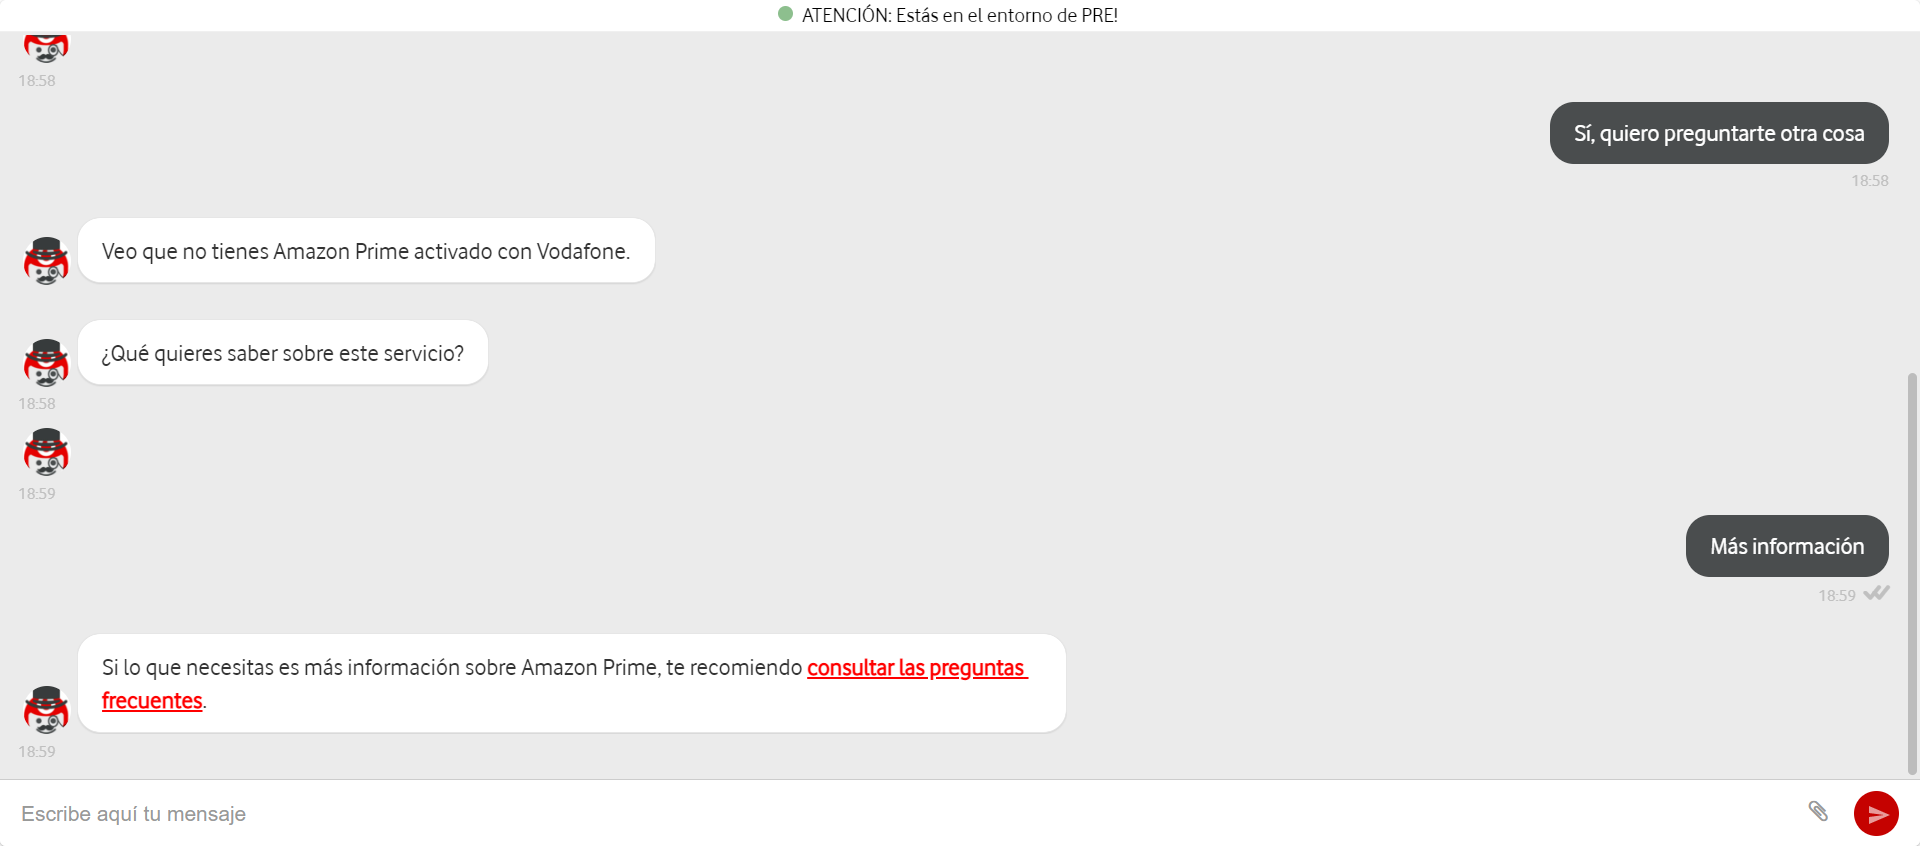 ATENCIÓN: Estás en el entorno de PRE!
18:58
Sí, quiero preguntarte otra cosa
18:58
Veo que no tienes Amazon Prime activado con Vodafone.
¿Qué quieres saber sobre este servicio?
18:58
18:59
Más información
18:59
Si lo que necesitas es más información sobre Amazon Prime, te recomiendo consultar las preguntas
frecuentes.
18:59
Escribe aquí tu mensaje